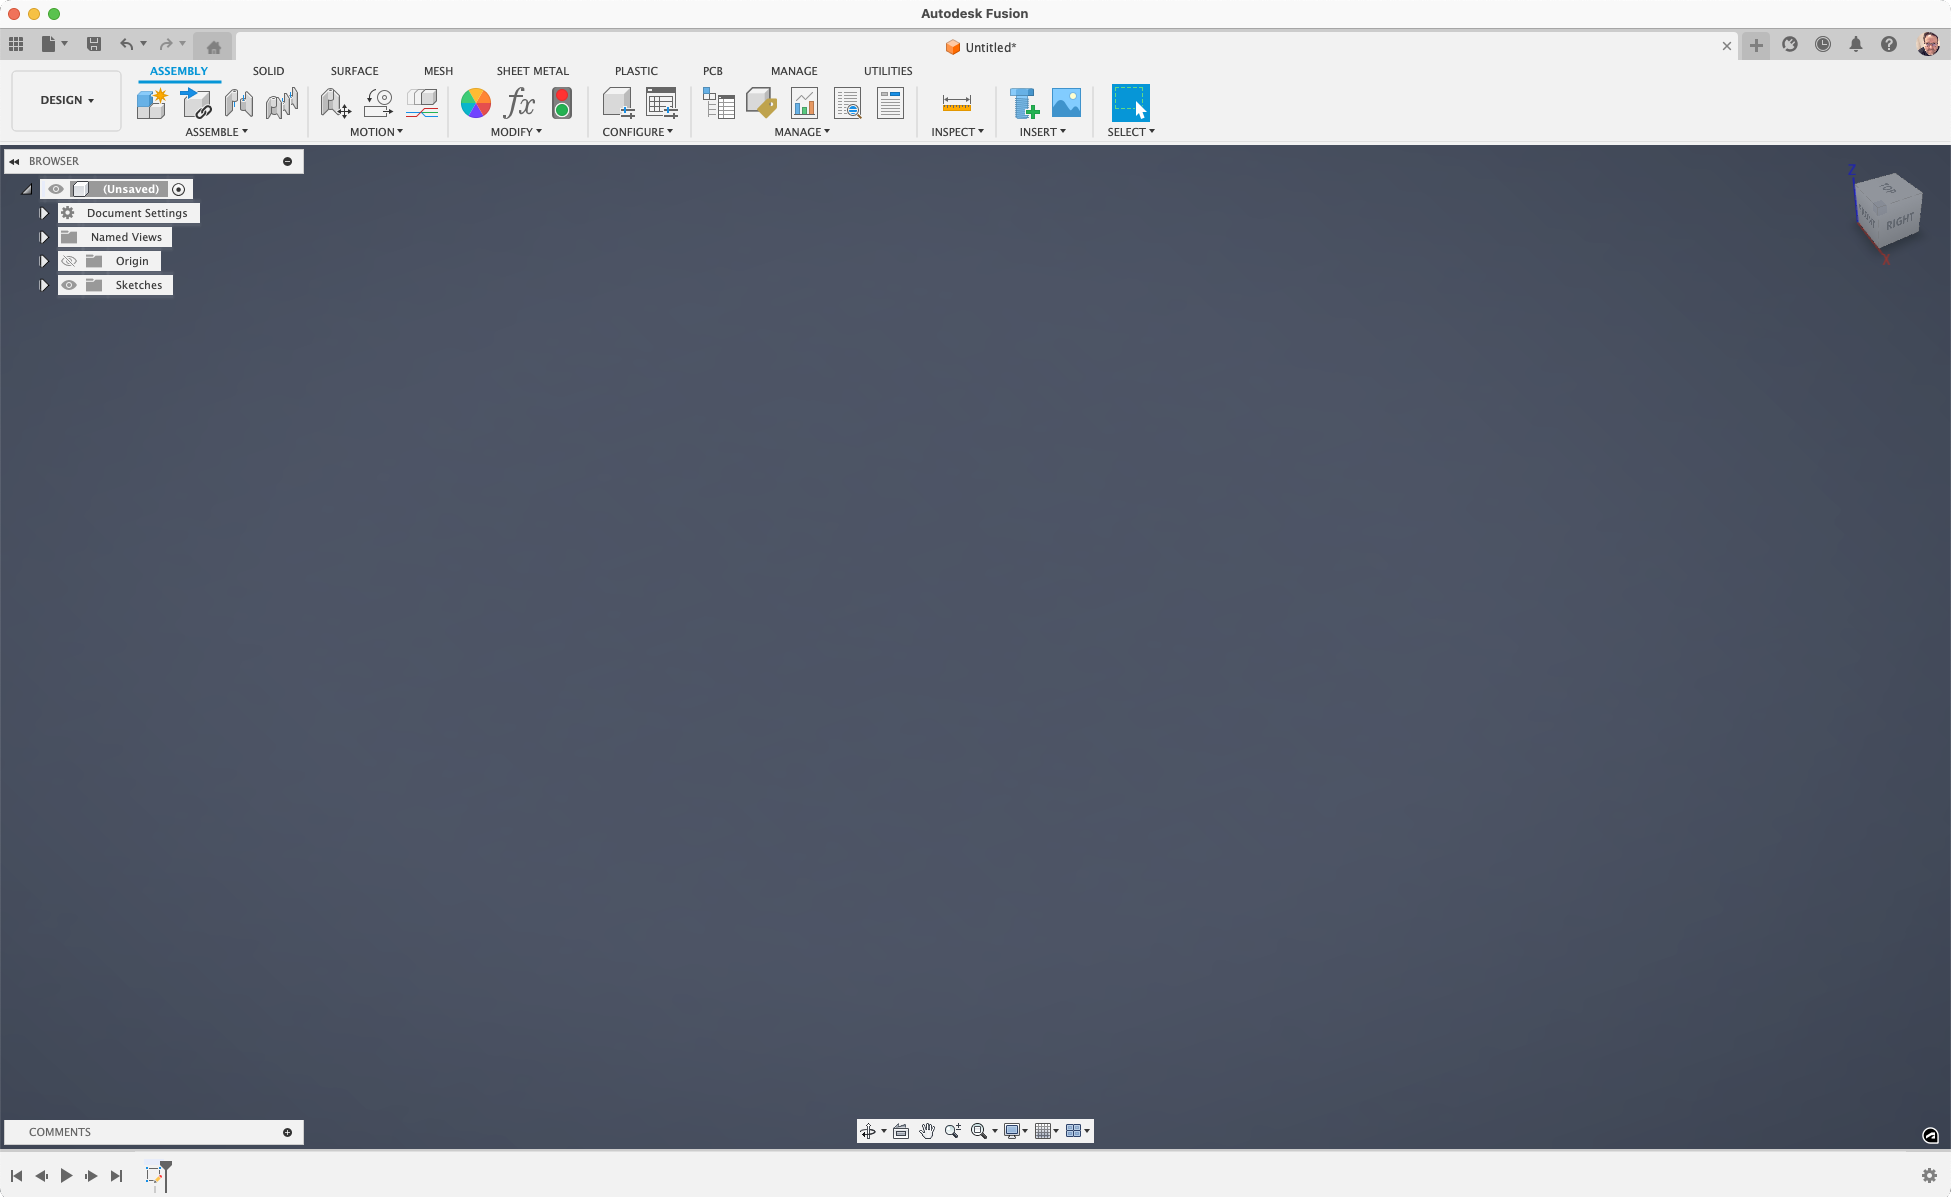 Autodesk Fusion
Untitled*
DESIGN
ASSEMBLY SOLID SURFACE MESH SHEET METAL PLASTIC PCB MANAGE UTILITIES
fx
ASSEMBLE MOTION MODIFY CONFIGURE MANAGE INSPECT INSERT SELECT
BROWSER
(Unsaved)
Document Settings
Named Views
Origin
Sketches
Z
TOP
FRONT RIGHT
X
COMMENTS